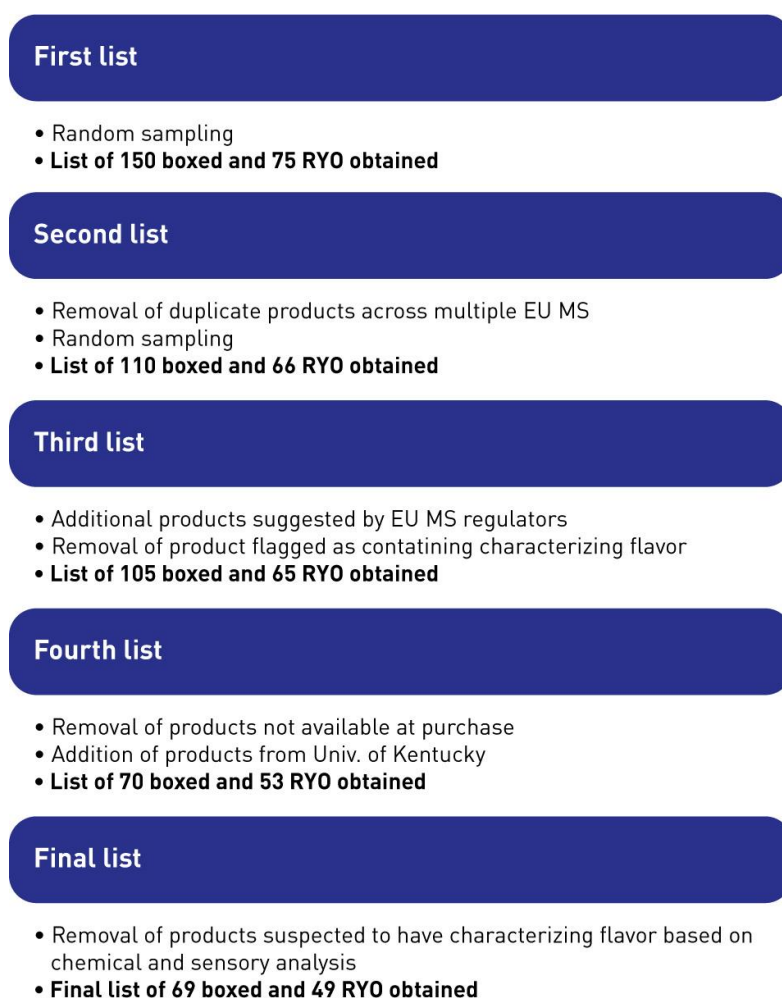 First list
• Random sampling
• List of 150 boxed and 75 RYO obtained
Second list
• Removal of duplicate products across multiple EU MS
• Random sampling
• List of 110 boxed and 66 RYO obtained
Third list
• Additional products suggested by EU MS regulators
• Removal of product flagged as contatining characterizing flavor
• List of 105 boxed and 65 RYO obtained
Fourth list
• Removal of products not available at purchase
• Addition of products from Univ. of Kentucky
• List of 70 boxed and 53 RYO obtained
Final list
• Removal of products suspected to have characterizing flavor based on
chemical and sensory analysis
• Final list of 69 boxed and 49 RYO obtained